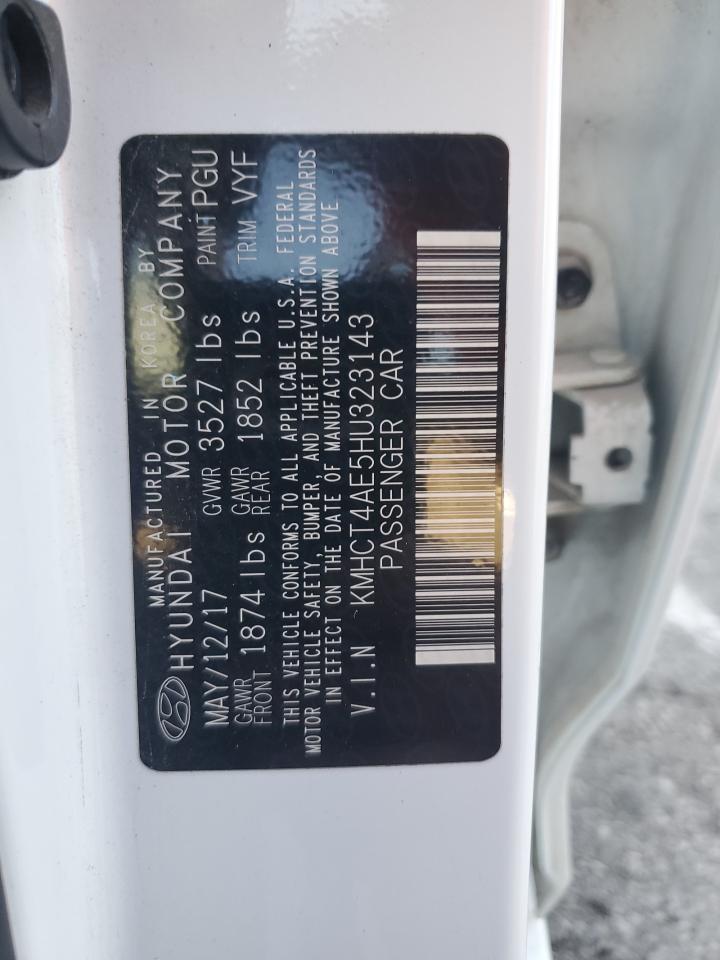 MANUFACTURED IN KOREA BY
HYUNDAI MOTOR COMPANY
MAY/12/17 GVWR 3527 lbs PAINT PGU
GAWR FRONT 1874 lbs GAWR REAR 1852 lbs TRIM VYF
THIS VEHICLE CONFORMS TO ALL APPLICABLE U.S.A. FEDERAL
MOTOR VEHICLE SAFETY, BUMPER, AND THEFT PREVENTION STANDARDS
IN EFFECT ON THE DATE OF MANUFACTURE SHOWN ABOVE
V.I.N KMHCT4AE5HU323143
PASSENGER CAR